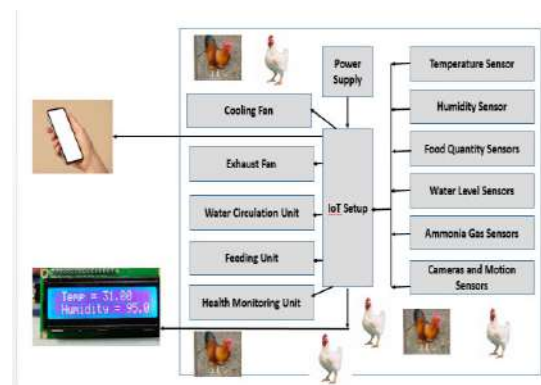 Power
Supply
Temperature Sensor
Cooling Fan
Humidity Sensor
Exhaust Fan
Food Quantity Sensors
Water Circulation Unit
IoT Setup
Water Level Sensors
Feeding Unit
Ammonia Gas Sensors
Health Monitoring Unit
Cameras and Motion
Sensors
Temp = 31.00
Humidity = 95.0